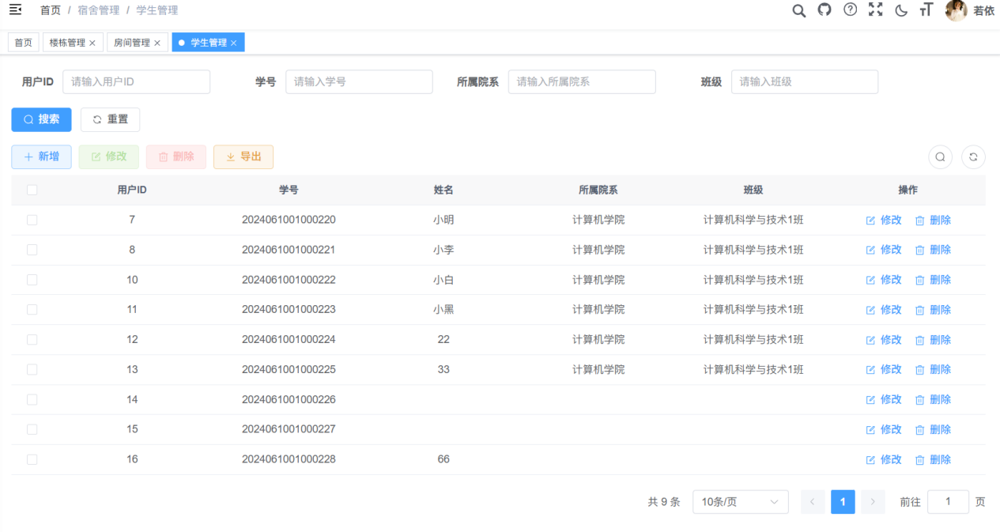 首页 / 宿舍管理 / 学生管理 若依
首页 楼栋管理 × 房间管理 × 学生管理 ×
用户ID 请输入用户ID 学号 请输入学号 所属院系 请输入所属院系 班级 请输入班级
搜索 重置
+ 新增 修改 删除 导出
用户ID 学号 姓名 所属院系 班级 操作
7 2024061001000220 小明 计算机学院 计算机科学与技术1班 修改 删除
8 2024061001000221 小李 计算机学院 计算机科学与技术1班 修改 删除
10 2024061001000222 小白 计算机学院 计算机科学与技术1班 修改 删除
11 2024061001000223 小黑 计算机学院 计算机科学与技术1班 修改 删除
12 2024061001000224 22 计算机学院 计算机科学与技术1班 修改 删除
13 2024061001000225 33 计算机学院 计算机科学与技术1班 修改 删除
14 2024061001000226 修改 删除
15 2024061001000227 修改 删除
16 2024061001000228 66 修改 删除
共 9 条 10条/页 1 前往 1 页